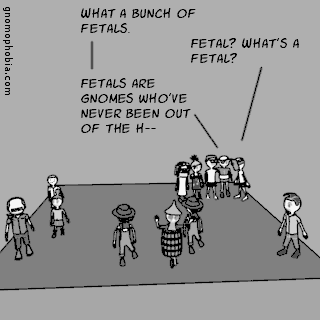 gnomophobia.com
WHAT A BUNCH OF
FETALS.
FETAL? WHAT'S A
FETAL?
FETALS ARE
GNOMES WHO'VE
NEVER BEEN OUT
OF THE H--